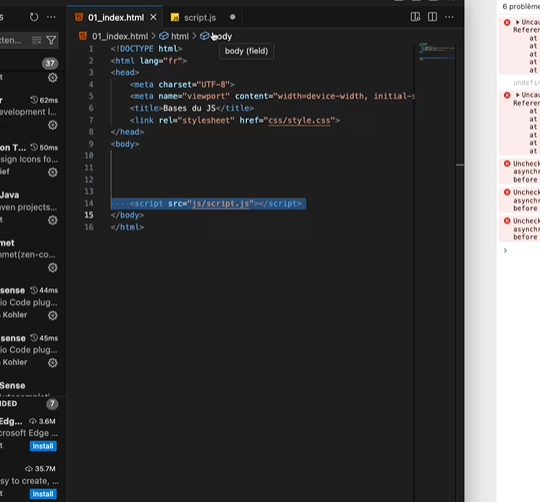 s
01_index.html
script.js
xten...
01_index.html > html > body
body (field)
37
1 <!DOCTYPE html>
2 <html lang="fr">
3 <head>
4 <meta charset="UTF-8">
5 <meta name="viewport" content="width=device-width, initial-s
6 <title>Bases du JS</title>
7 <link rel="stylesheet" href="css/style.css">
8 </head>
9 <body>
10
11
12
13
14 <script src="js/script.js"></script>
15 </body>
16 </html>
t
r 62ms
evelopment I...
on T... 50ms
sign Icons fo...
ief
Java
ven projects...
t
met
nmet(zen-co...
sense 44ms
io Code plug...
Kohler
sense 45ms
io Code plug...
Kohler
Sense
NDED 7
Edg... 3.6M
crosoft Edge ...
t Install
35.7M
sy to create, ...
t Install
6 problème
Uncau
Referen
at
at
at
at
at
undefi
Uncau
Referen
at
at
at
at
at
Uncheck
asynchr
before
Uncheck
asynchr
before
Uncheck
asynchr
before
>